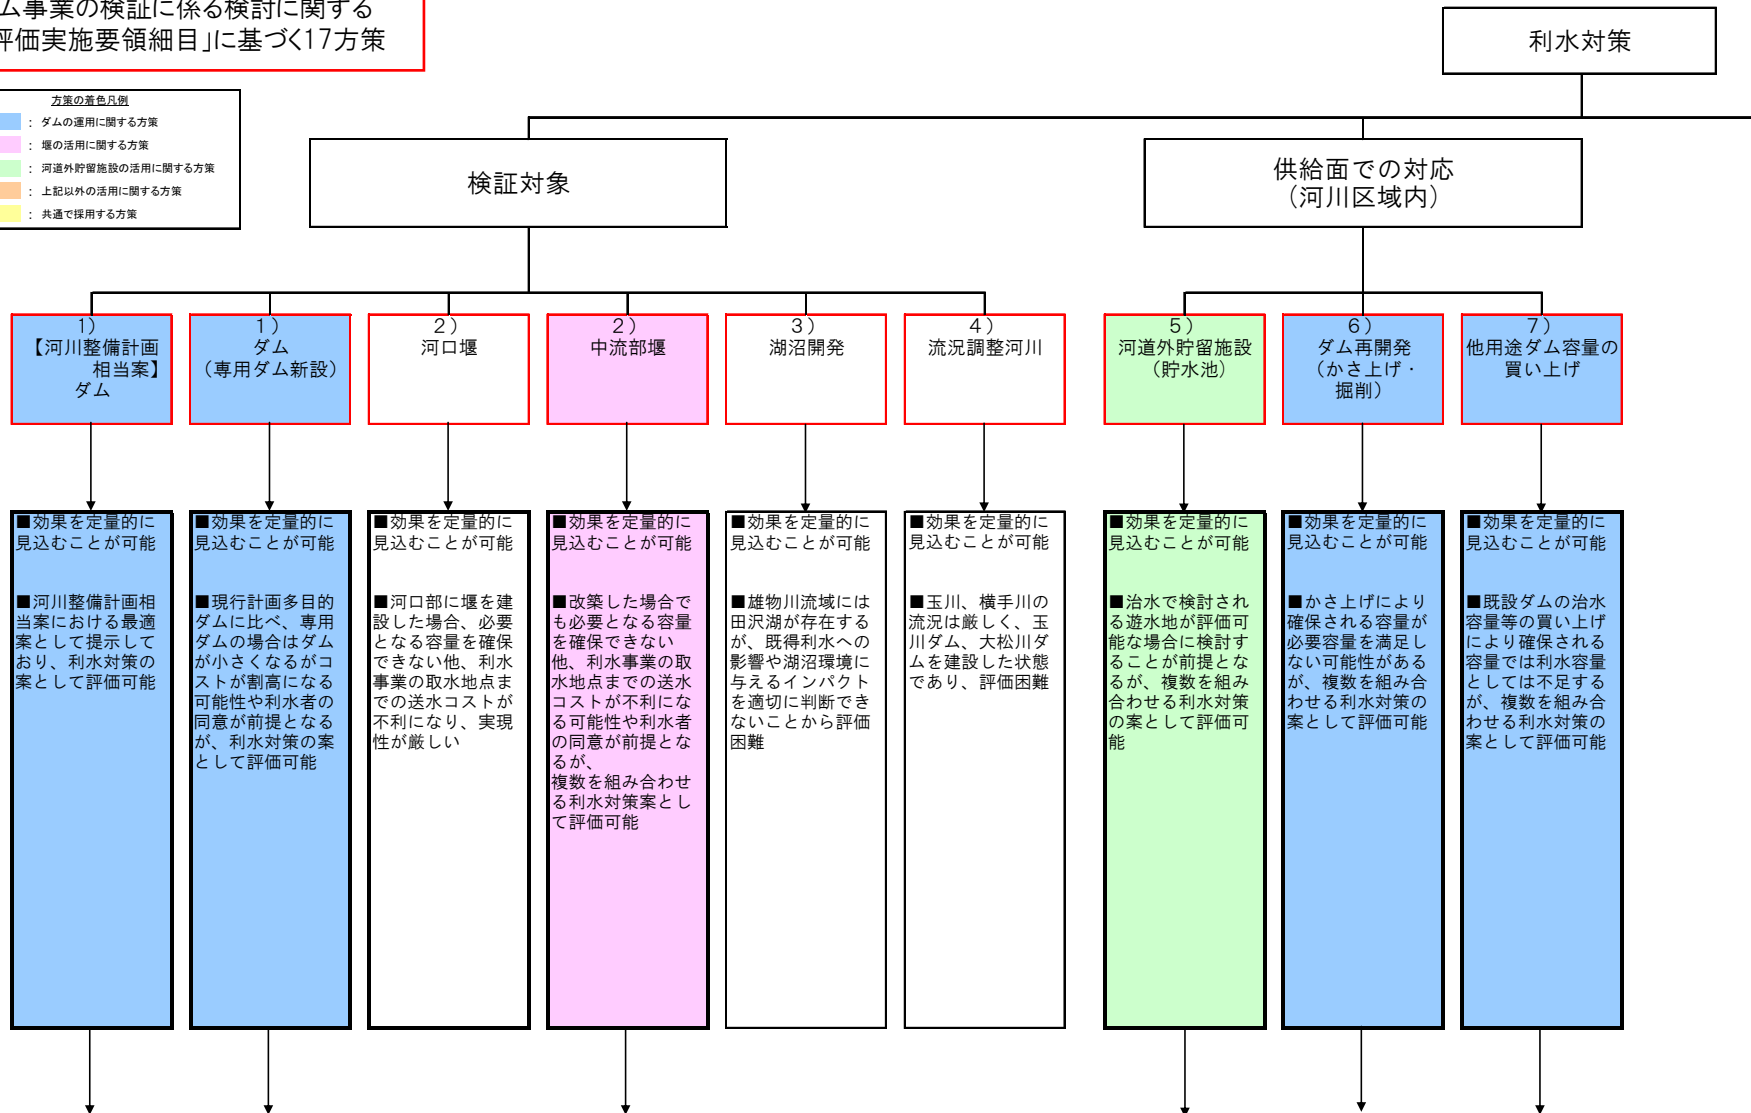 ム事業の検証に係る検討に関する
評価実施要領細目」に基づく17方策
利水対策
方策の着色凡例
：ダムの運用に関する方策
：堰の活用に関する方策
：河道外貯留施設の活用に関する方策
：上記以外の活用に関する方策
：共通で採用する方策
検証対象
供給面での対応
（河川区域内）
1）
【河川整備計画
相当案】
ダム
1）
ダム
（専用ダム新設）
2）
河口堰
2）
中流部堰
3）
湖沼開発
4）
流況調整河川
5）
河道外貯留施設
（貯水池）
6）
ダム再開発
（かさ上げ・
掘削）
7）
他用途ダム容量の
買い上げ
■効果を定量的に
見込むことが可能
■河川整備計画相
当案における最適
案として提示して
おり、利水対策の
案として評価可能
■効果を定量的に
見込むことが可能
■現行計画多目的
ダムに比べ、専用
ダムの場合はダム
が小さくなるがコ
ストが割高になる
可能性や利水者の
同意が前提となる
が、利水対策の案
として評価可能
■効果を定量的に
見込むことが可能
■河口部に堰を建
設した場合、必要
となる容量を確保
できない他、利水
事業の取水地点ま
での送水コストが
不利になり、実現
性が厳しい
■効果を定量的に
見込むことが可能
■改築した場合で
も必要となる容量
を確保できない
他、利水事業の取
水地点までの送水
コストが不利にな
る可能性や利水者
の同意が前提とな
るが、
複数を組み合わせ
る利水対策案とし
て評価可能
■効果を定量的に
見込むことが可能
■雄物川流域には
田沢湖が存在する
が、既得利水への
影響や湖沼環境に
与えるインパクト
を適切に判断でき
ないことから評価
困難
■効果を定量的に
見込むことが可能
■玉川、横手川の
流況は厳しく、玉
川ダム、大松川ダ
ムを建設した状態
であり、評価困難
■効果を定量的に
見込むことが可能
■治水で検討され
る遊水地が評価可
能な場合に検討す
ることが前提とな
るが、複数を組み
合わせる利水対策
の案として評価可
能
■効果を定量的に
見込むことが可能
■かさ上げにより
確保される容量が
必要容量を満足し
ない可能性がある
が、複数を組み合
わせる利水対策の
案として評価可能
■効果を定量的に
見込むことが可能
■既設ダムの治水
容量等の買い上げ
により確保される
容量では利水容量
としては不足する
が、複数を組み合
わせる利水対策の
案として評価可能